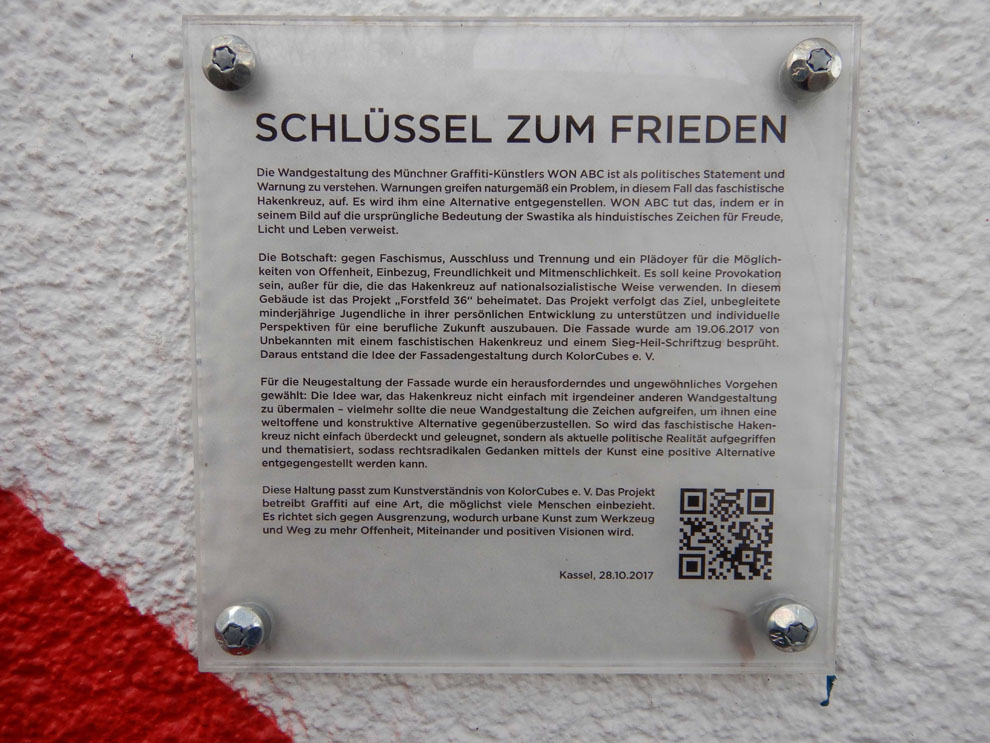 SCHLÜSSEL ZUM FRIEDEN
Die Wandgestaltung des Münchner Graffiti-Künstlers WON ABC ist als politisches Statement und
Warnung zu verstehen. Warnungen greifen naturgemäß ein Problem, in diesem Fall das faschistische
Hakenkreuz, auf. Es wird ihm eine Alternative entgegenstellen. WON ABC tut das, indem er in
seinem Bild auf die ursprüngliche Bedeutung der Swastika als hinduistisches Zeichen für Freude,
Licht und Leben verweist.
Die Botschaft: gegen Faschismus, Ausschluss und Trennung und ein Plädoyer für die Möglich-
keiten von Offenheit, Einbezug, Freundlichkeit und Mitmenschlichkeit. Es soll keine Provokation
sein, außer für die, die das Hakenkreuz auf nationalsozialistische Weise verwenden. In diesem
Gebäude ist das Projekt „Forstfeld 36“ beheimatet. Das Projekt verfolgt das Ziel, unbegleitete
minderjährige Jugendliche in ihrer persönlichen Entwicklung zu unterstützen und individuelle
Perspektiven für eine berufliche Zukunft auszubauen. Die Fassade wurde am 19.06.2017 von
Unbekannten mit einem faschistischen Hakenkreuz und einem Sieg-Heil-Schriftzug besprüht.
Daraus entstand die Idee der Fassadengestaltung durch KolorCubes e. V.
Für die Neugestaltung der Fassade wurde ein herausforderndes und ungewöhnliches Vorgehen
gewählt: Die Idee war, das Hakenkreuz nicht einfach mit irgendeiner anderen Wandgestaltung
zu übermalen – vielmehr sollte die neue Wandgestaltung die Zeichen aufgreifen, um ihnen eine
weltoffene und konstruktive Alternative gegenüberzustellen. So wird das faschistische Haken-
kreuz nicht einfach überdeckt und geleugnet, sondern als aktuelle politische Realität aufgegriffen
und thematisiert, sodass rechtsradikalen Gedanken mittels der Kunst eine positive Alternative
entgegengestellt werden kann.
Diese Haltung passt zum Kunstverständnis von KolorCubes e. V. Das Projekt
betreibt Graffiti auf eine Art, die möglichst viele Menschen einbezieht.
Es richtet sich gegen Ausgrenzung, wodurch urbane Kunst zum Werkzeug
und Weg zu mehr Offenheit, Miteinander und positiven Visionen wird.
Kassel, 28.10.2017